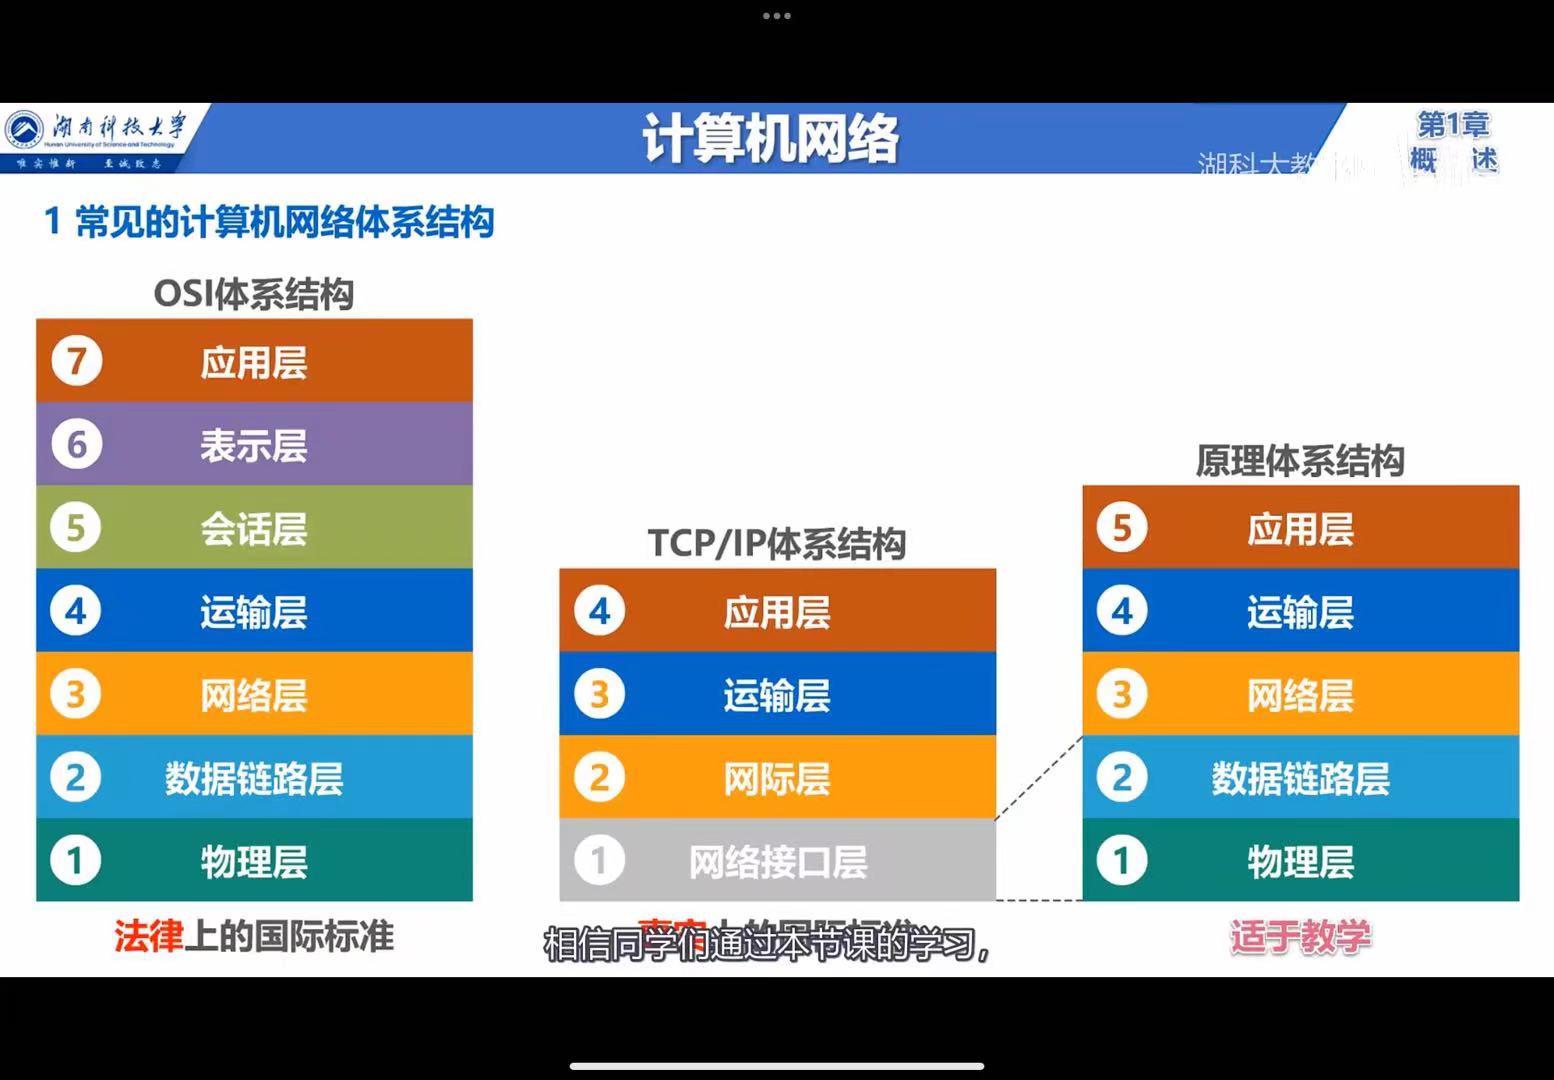 湖南科技大学
Hunan University of Science and Technology
唯实惟新 至诚致志
计算机网络
第1章
概 述
湖科大教
1 常见的计算机网络体系结构
OSI体系结构
7 应用层
6 表示层
5 会话层
4 运输层
3 网络层
2 数据链路层
1 物理层
法律上的国际标准
TCP/IP体系结构
4 应用层
3 运输层
2 网际层
1 网络接口层
相信同学们通过本节课的学习,
原理体系结构
5 应用层
4 运输层
3 网络层
2 数据链路层
1 物理层
适于教学